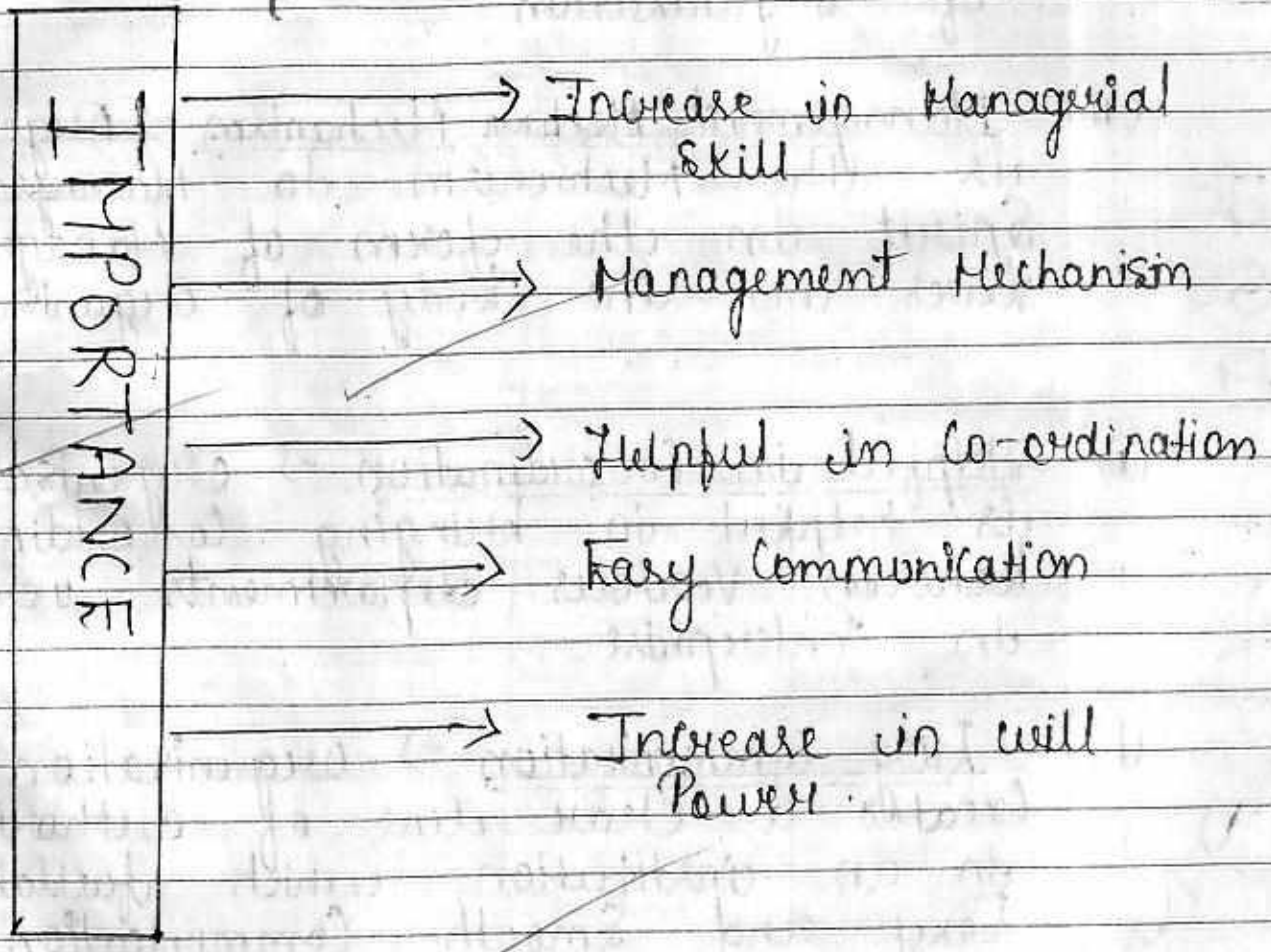 IMPORTANCE
Increase in Managerial
Skill
Management Mechanism
Helpful in Co-ordination
Easy Communication
Increase in will
Power.